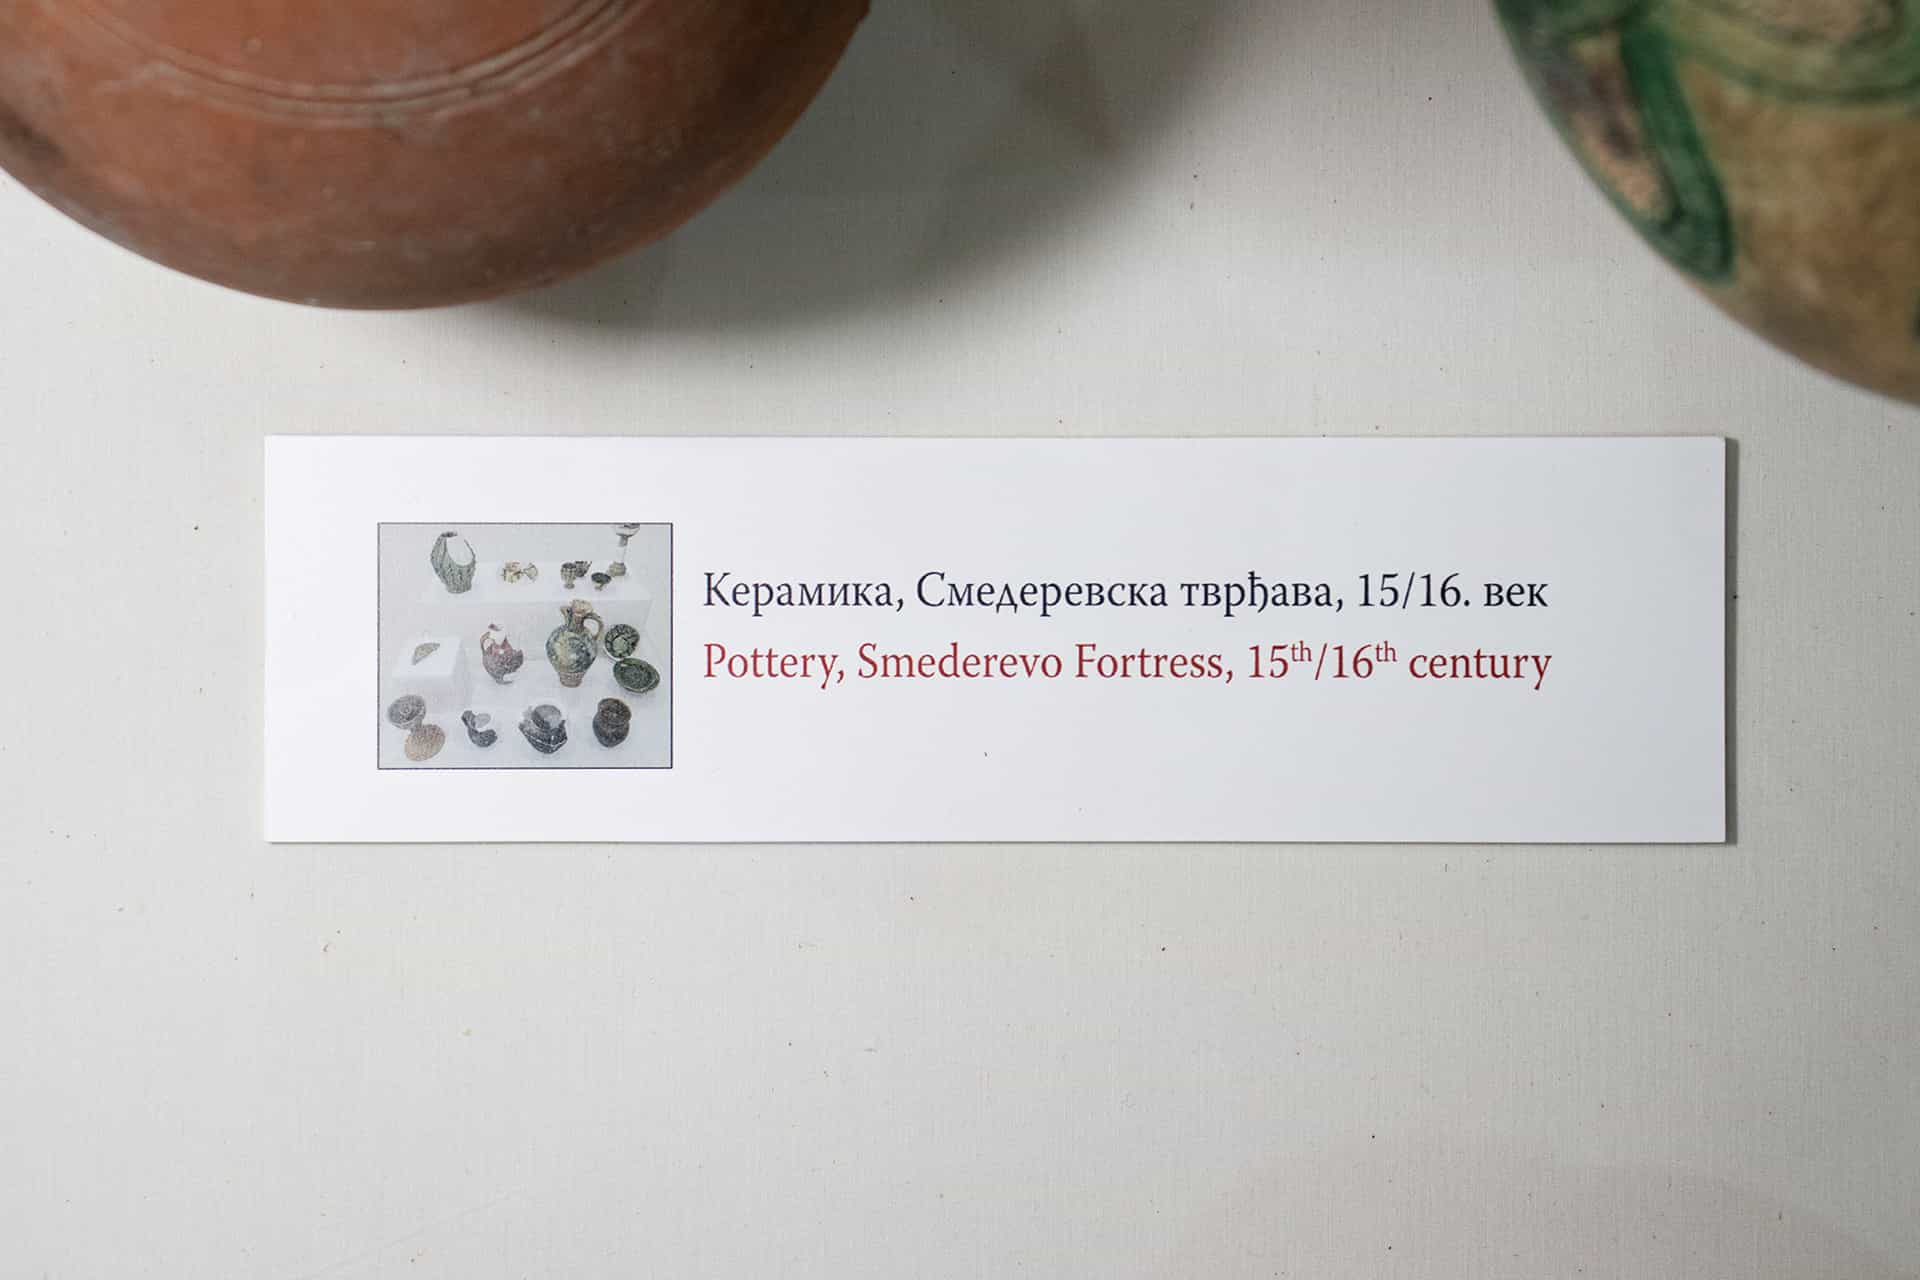 Керамика, Смедеревска тврђава, 15/16. век
Pottery, Smederevo Fortress, 15th/16th century